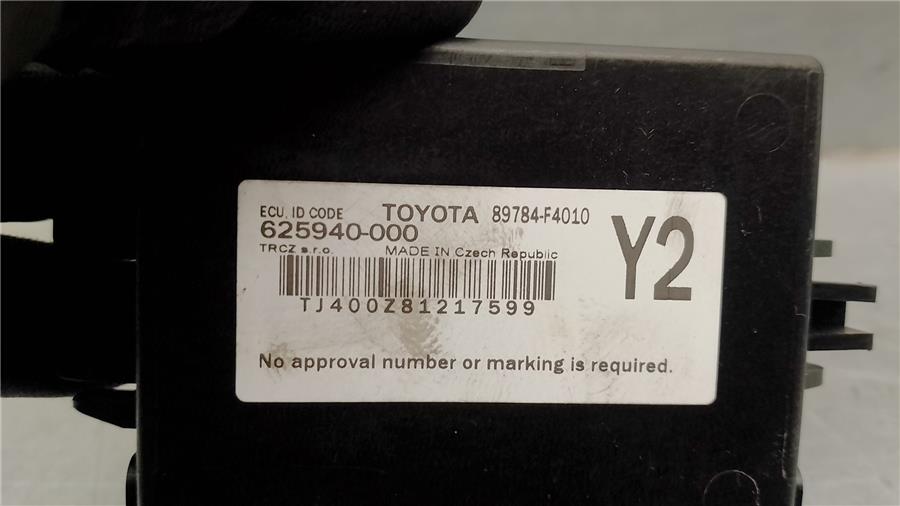 ECU. ID CODE TOYOTA 89784-F4010
625940-000
TRCZ s.r.o. MADE IN Czech Republic
Y2
TJ400Z81217599
No approval number or marking is required.